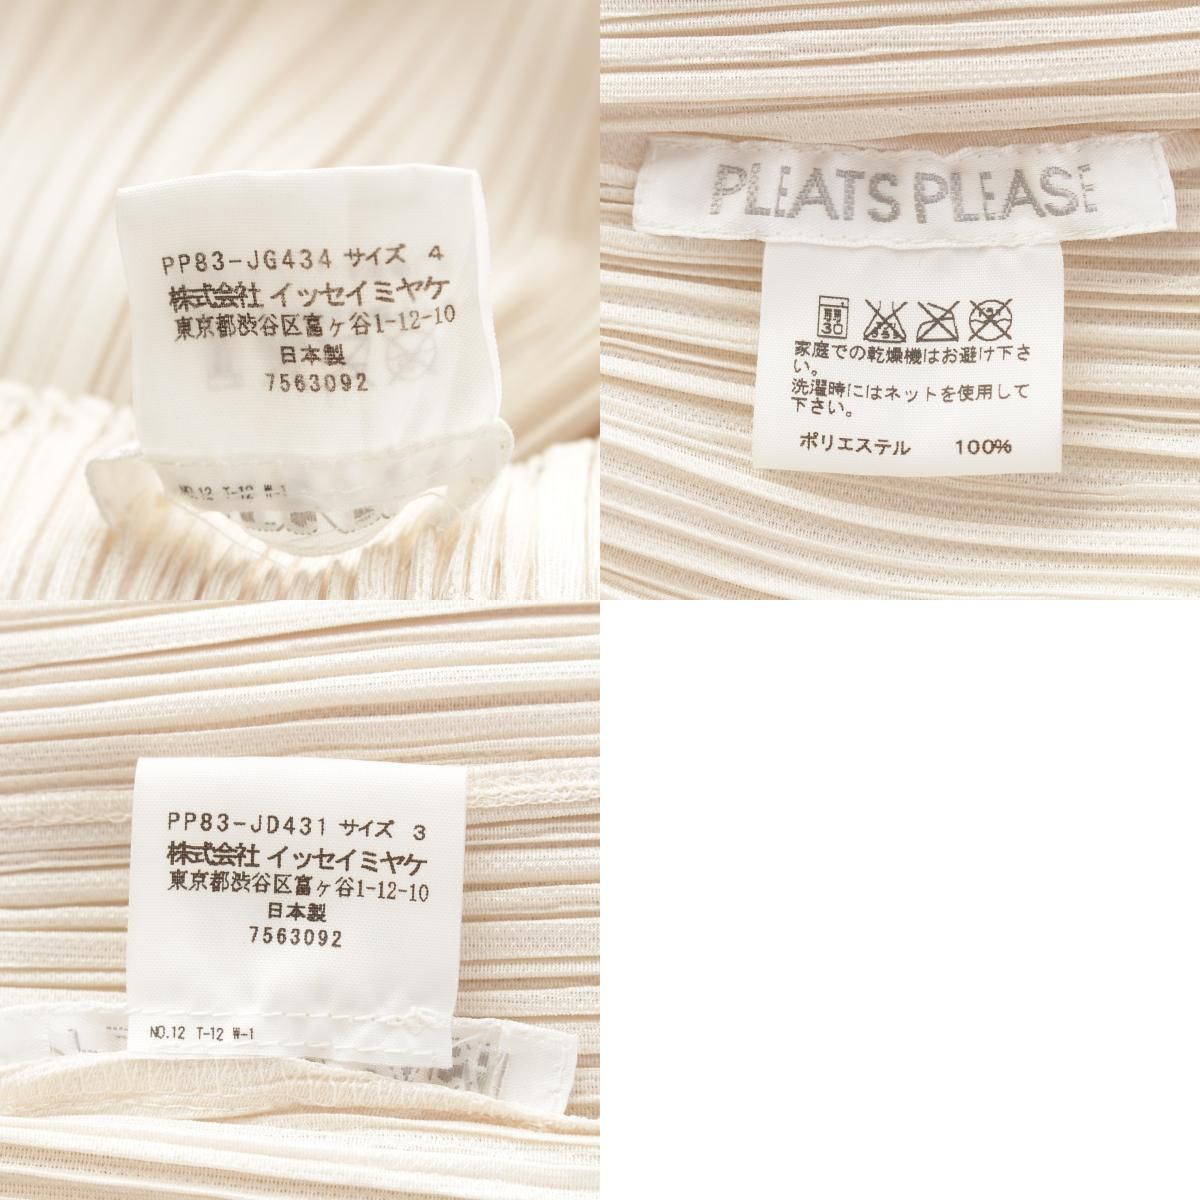 PP83-JG434 サイズ 4
株式会社 イッセイミヤケ
東京都渋谷区富ヶ谷1-12-10
日本製
7563092
NO.12 T-12 W-1
PLEATS PLEASE
弱
30
家庭での乾燥機はお避け下さ
い。
洗濯時にはネットを使用して
下さい。
ポリエステル 100%
PP83-JD431 サイズ 3
株式会社 イッセイミヤケ
東京都渋谷区富ヶ谷1-12-10
日本製
7563092
NO.12 T-12 W-1